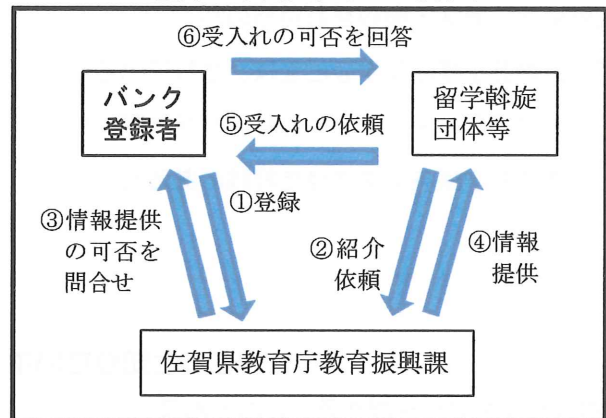 ⑥受入れの可否を回答
バンク
登録者
留学斡旋
団体等
⑤受入れの依頼
①登録
③情報提供
の可否を
問合せ
②紹介
依頼
④情報
提供
佐賀県教育庁教育振興課